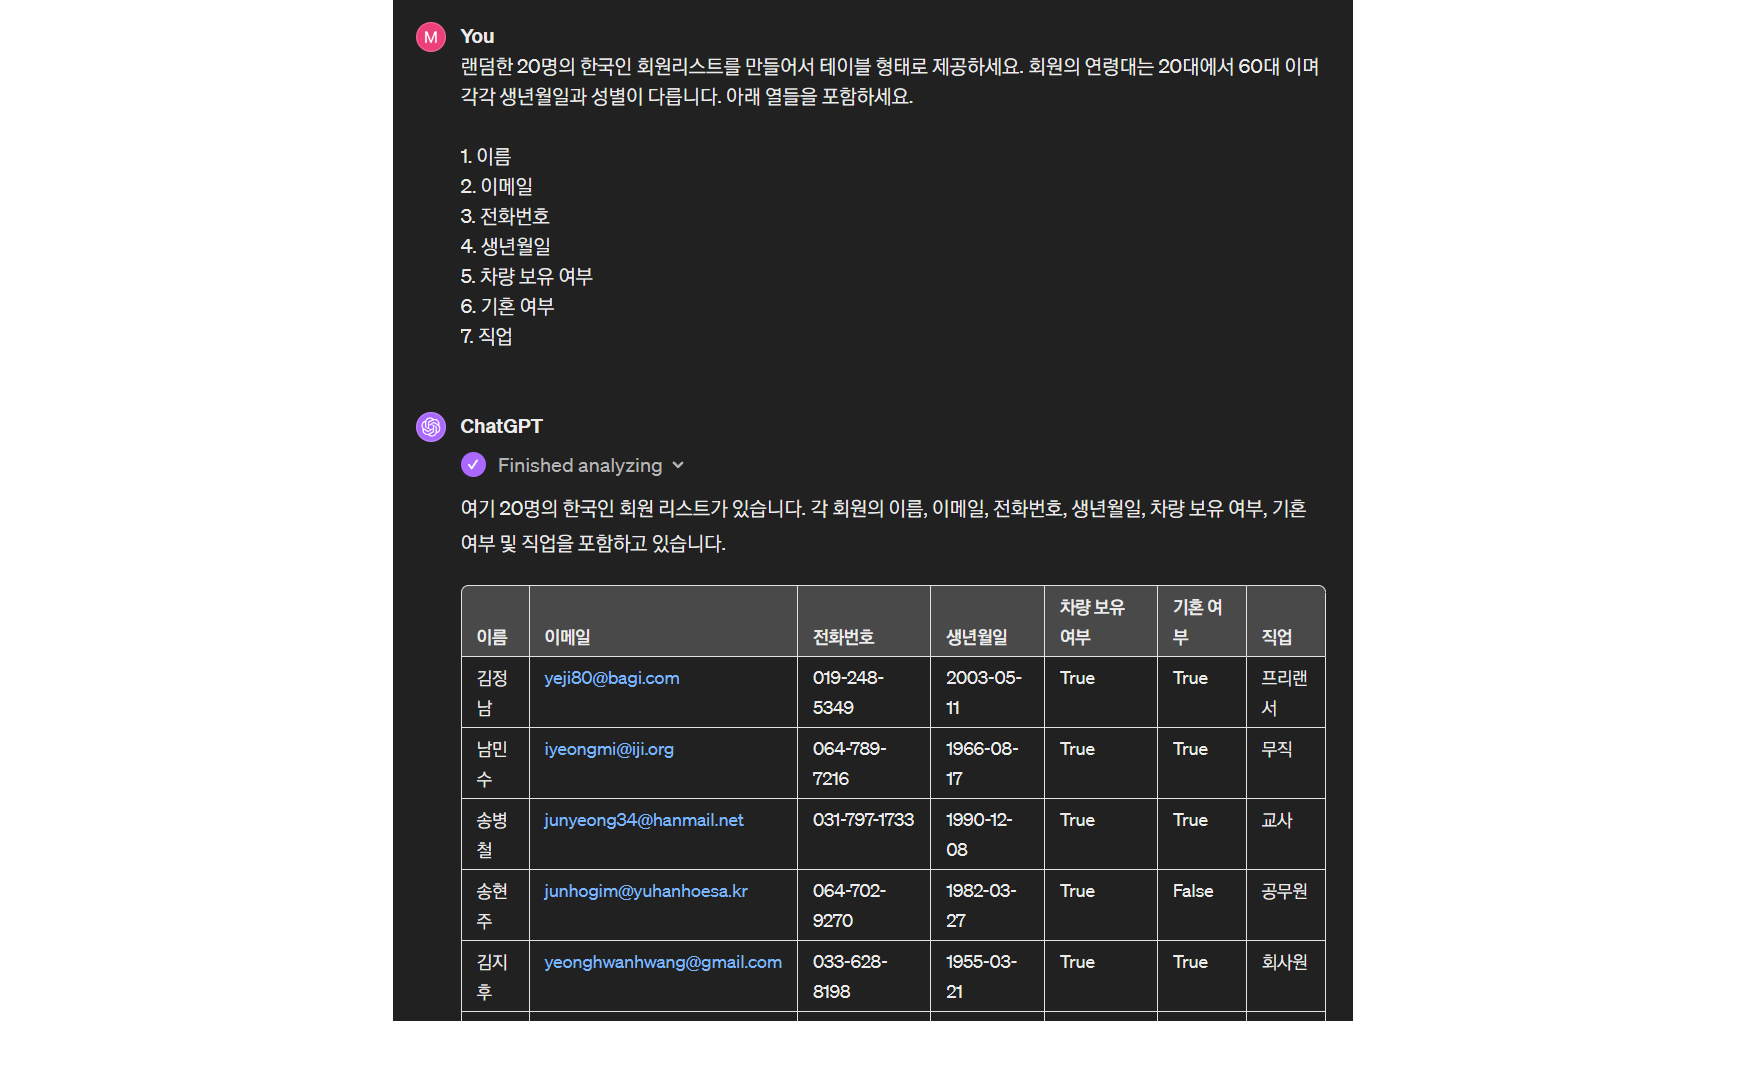 M
You
랜덤한 20명의 한국인 회원리스트를 만들어서 테이블 형태로 제공하세요. 회원의 연령대는 20대에서 60대 이며
각각 생년월일과 성별이 다릅니다. 아래 열들을 포함하세요.
1. 이름
2. 이메일
3. 전화번호
4. 생년월일
5. 차량 보유 여부
6. 기혼 여부
7. 직업
ChatGPT
Finished analyzing
여기 20명의 한국인 회원 리스트가 있습니다. 각 회원의 이름, 이메일, 전화번호, 생년월일, 차량 보유 여부, 기혼
여부 및 직업을 포함하고 있습니다.
차량 보유 기혼 여
이름 이메일 전화번호 생년월일 여부 부 직업
김정 yeji80@bagi.com 019-248- 2003-05- True True 프리랜
남 5349 11 서
남민 iyeongmi@iji.org 064-789- 1966-08- True True 무직
수 7216 17
송병 junyeong34@hanmail.net 031-797-1733 1990-12- True True 교사
철 08
송현 junhogim@yuhanhoesa.kr 064-702- 1982-03- True False 공무원
주 9270 27
김지 yeonghwanhwang@gmail.com 033-628- 1955-03- True True 회사원
후 8198 21